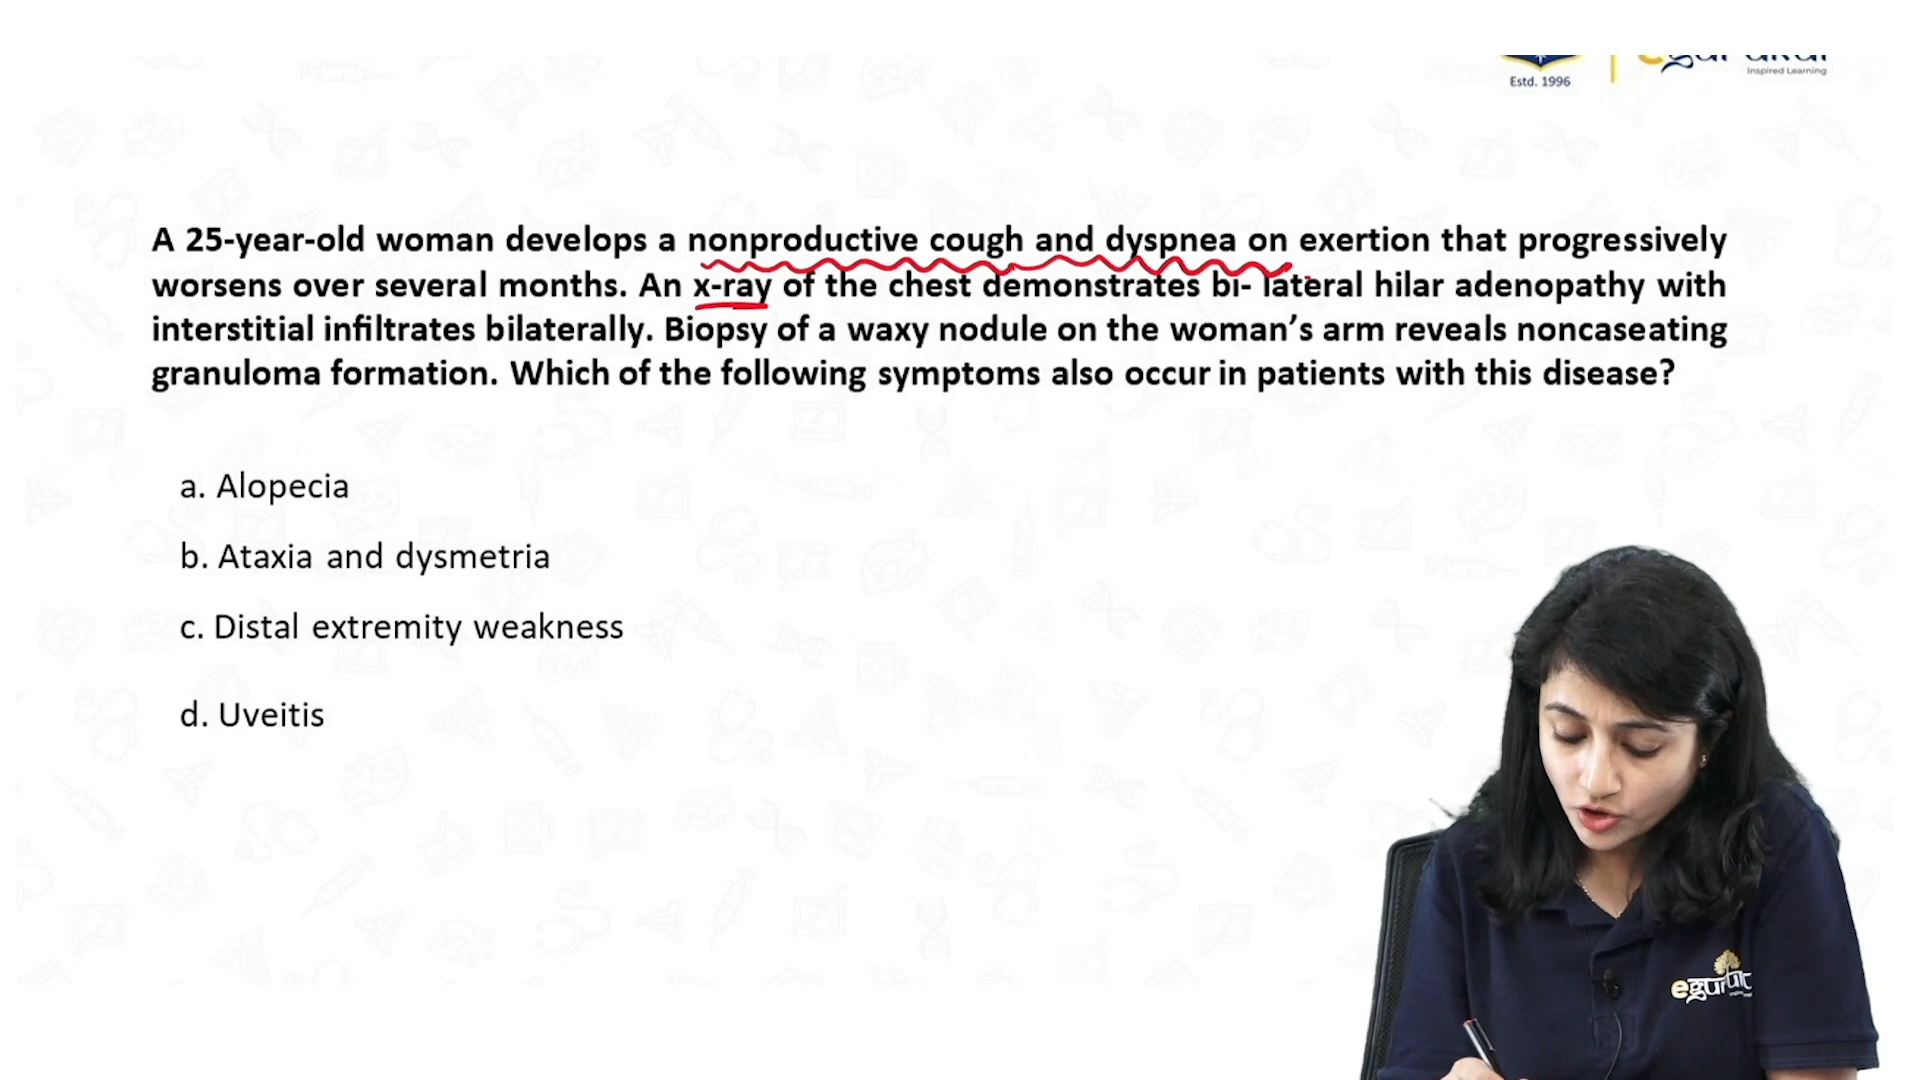 Estd. 1996
Inspired Learning
A 25-year-old woman develops a nonproductive cough and dyspnea on exertion that progressively
worsens over several months. An x-ray of the chest demonstrates bi- lateral hilar adenopathy with
interstitial infiltrates bilaterally. Biopsy of a waxy nodule on the woman’s arm reveals noncaseating
granuloma formation. Which of the following symptoms also occur in patients with this disease?
a. Alopecia
b. Ataxia and dysmetria
c. Distal extremity weakness
d. Uveitis